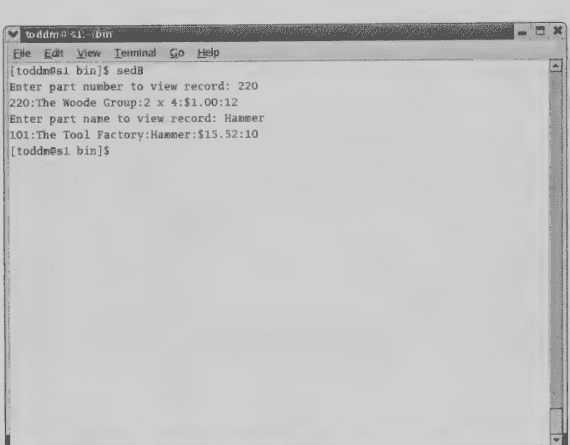 toddm@s1:~/bin
File Edit View Terminal Go Help
[toddm@s1 bin]$ sedB
Enter part number to view record: 220
220:The Woode Group:2 x 4:$1.00:12
Enter part name to view record: Hammer
101:The Tool Factory:Hammer:$15.52:10
[toddm@s1 bin]$